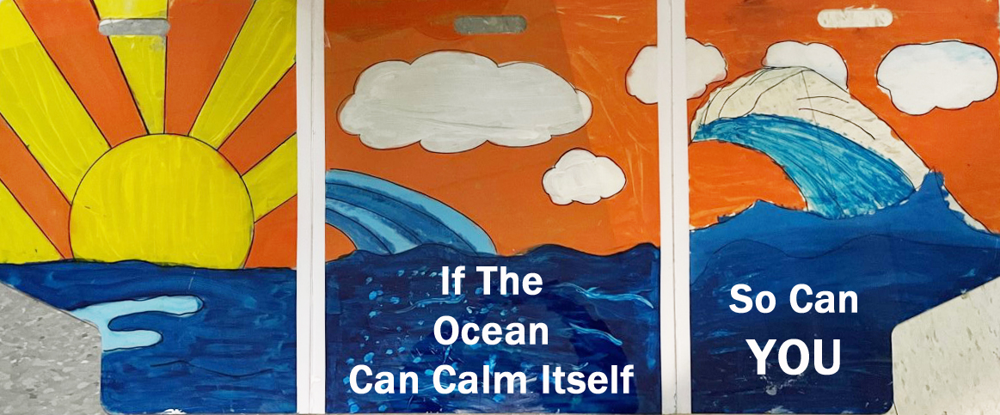 If The
Ocean
Can Calm Itself
So Can
YOU